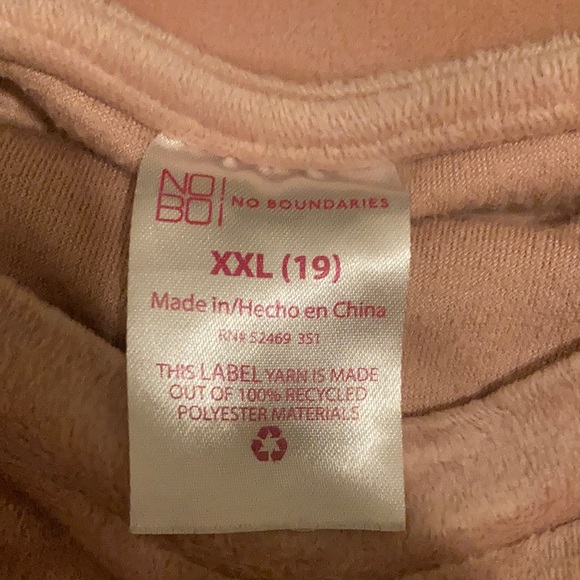 NO
BO
NO BOUNDARIES
XXL (19)
Made in/Hecho en China
RN# 52469 351
THIS LABEL YARN IS MADE
OUT OF 100% RECYCLED
POLYESTER MATERIALS